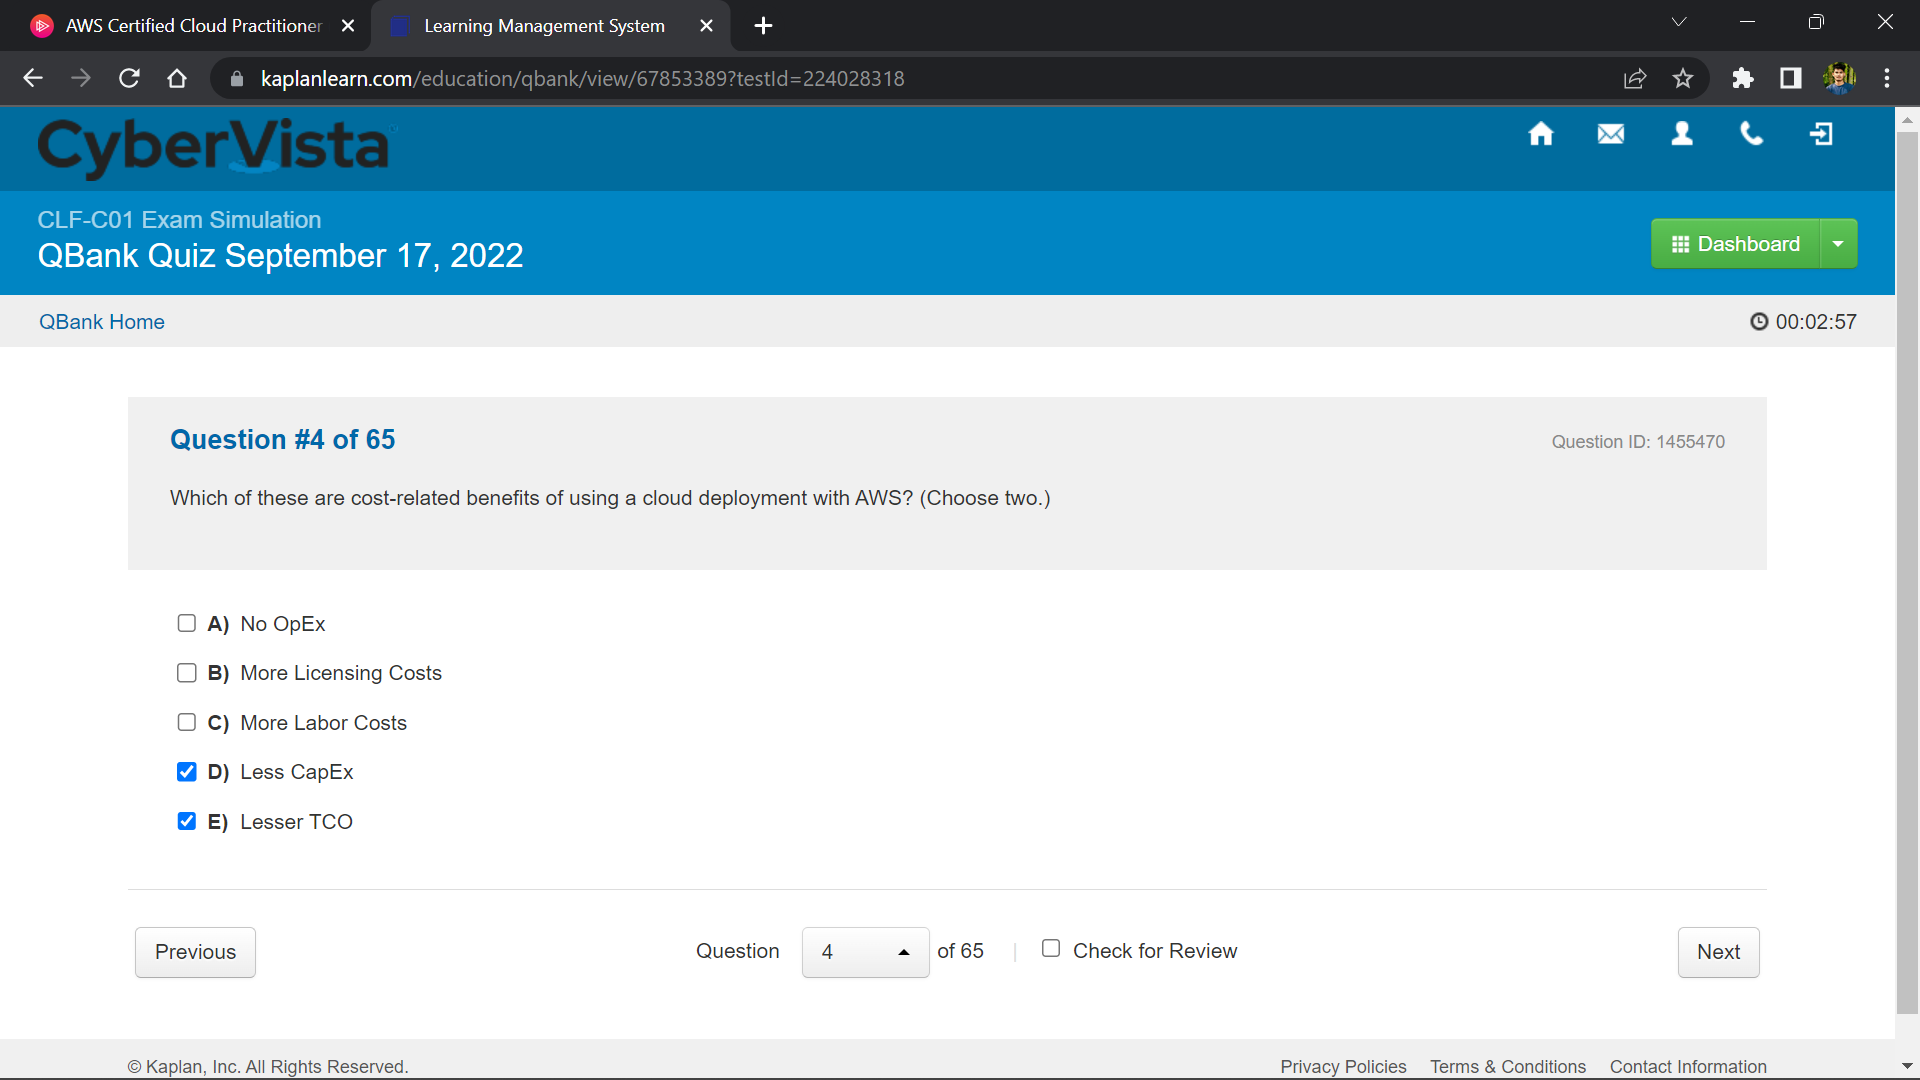 AWS Certified Cloud Practitioner
Learning Management System
kaplanlearn.com/education/qbank/view/67853389?testId=224028318
CyberVista
CLF-C01 Exam Simulation
QBank Quiz September 17, 2022
Dashboard
QBank Home
00:02:57
Question #4 of 65
Question ID: 1455470
Which of these are cost-related benefits of using a cloud deployment with AWS? (Choose two.)
A) No OpEx
B) More Licensing Costs
C) More Labor Costs
D) Less CapEx
E) Lesser TCO
Previous
Question 4 of 65 | Check for Review
Next
© Kaplan, Inc. All Rights Reserved.
Privacy Policies Terms & Conditions Contact Information